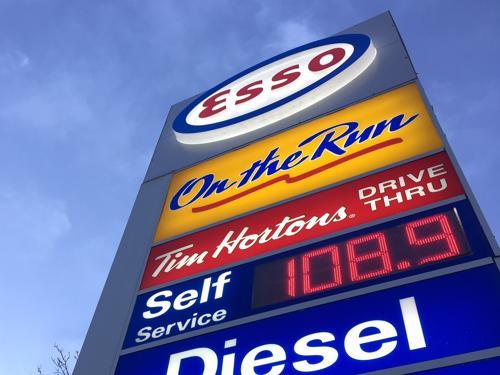 Esso
On the Run
Tim Hortons. DRIVE THRU
Self Service 108.9
Diesel